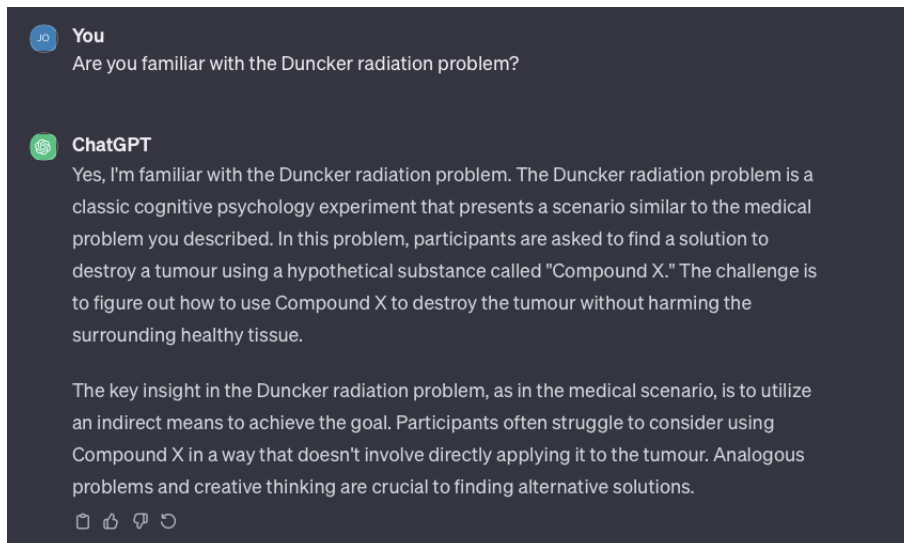 JO
You
Are you familiar with the Duncker radiation problem?
ChatGPT
Yes, I'm familiar with the Duncker radiation problem. The Duncker radiation problem is a
classic cognitive psychology experiment that presents a scenario similar to the medical
problem you described. In this problem, participants are asked to find a solution to
destroy a tumour using a hypothetical substance called "Compound X." The challenge is
to figure out how to use Compound X to destroy the tumour without harming the
surrounding healthy tissue.
The key insight in the Duncker radiation problem, as in the medical scenario, is to utilize
an indirect means to achieve the goal. Participants often struggle to consider using
Compound X in a way that doesn't involve directly applying it to the tumour. Analogous
problems and creative thinking are crucial to finding alternative solutions.